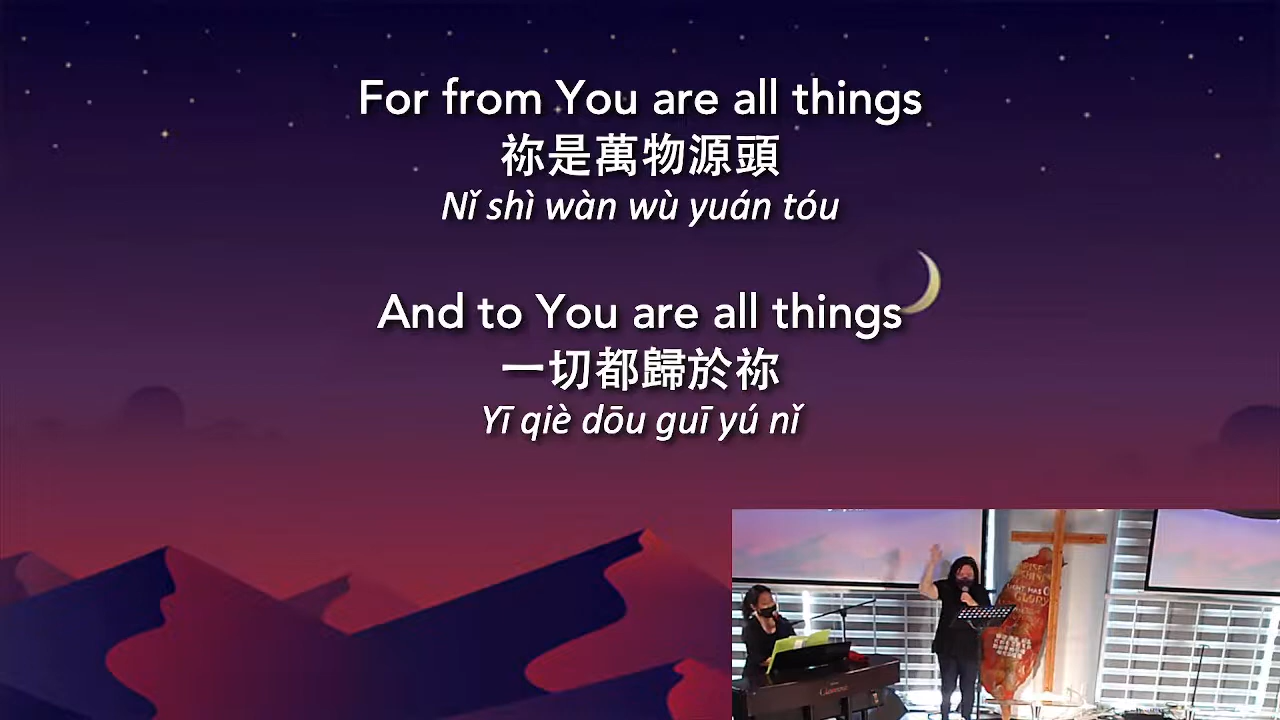 For from You are all things
祢是萬物源頭
Nǐ shì wàn wù yuán tóu
And to You are all things
一切都歸於祢
Yī qiè dōu guī yú nǐ